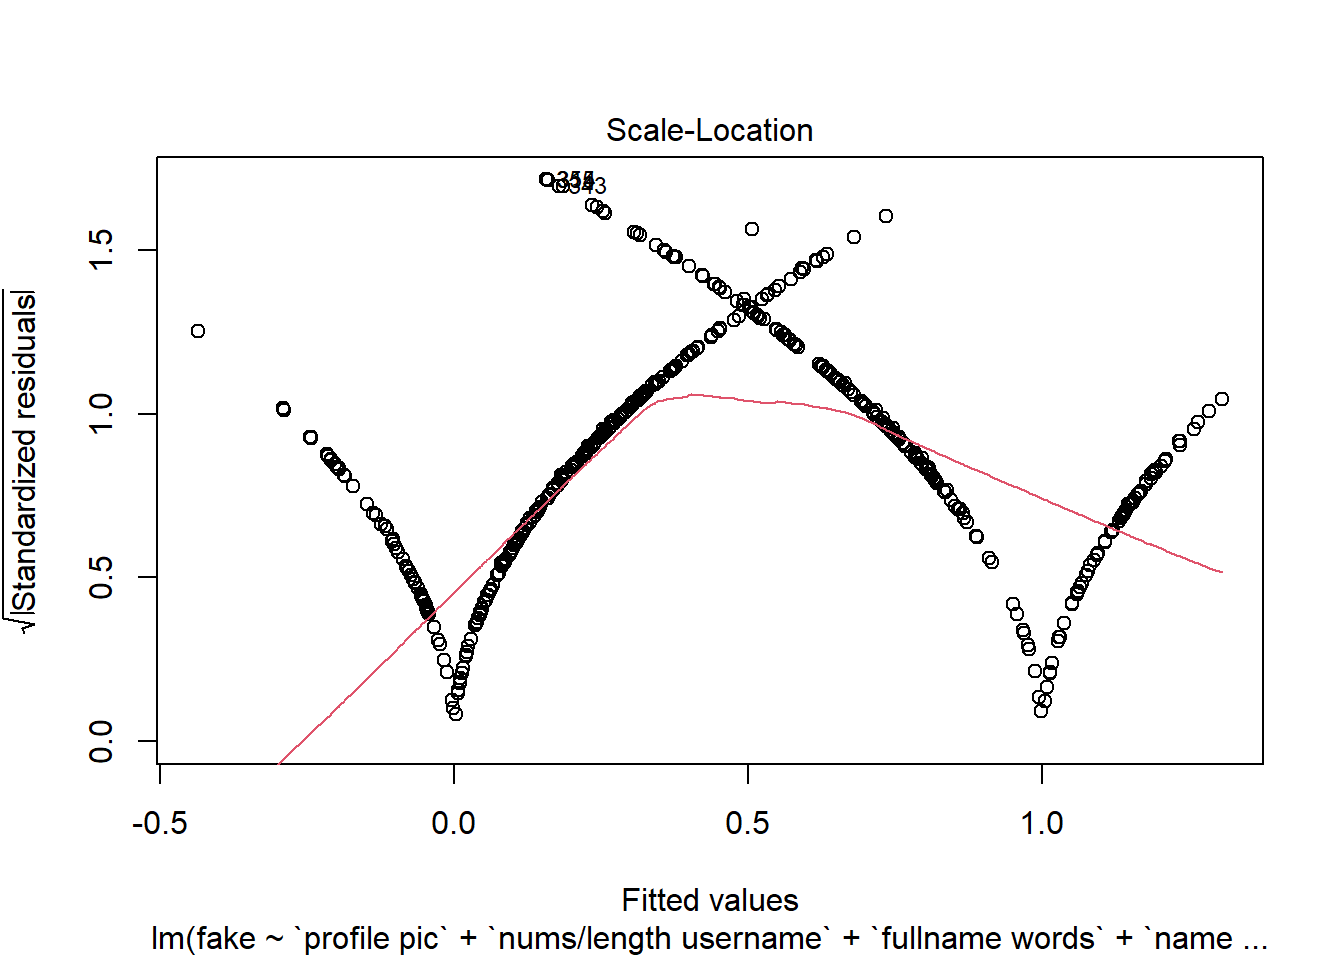 Scale-Location
343
√|Standardized residuals|
0.0
0.5
1.0
1.5
-0.5
0.0
0.5
1.0
Fitted values
lm(fake ~ `profile pic` + `nums/length username` + `fullname words` + `name ...